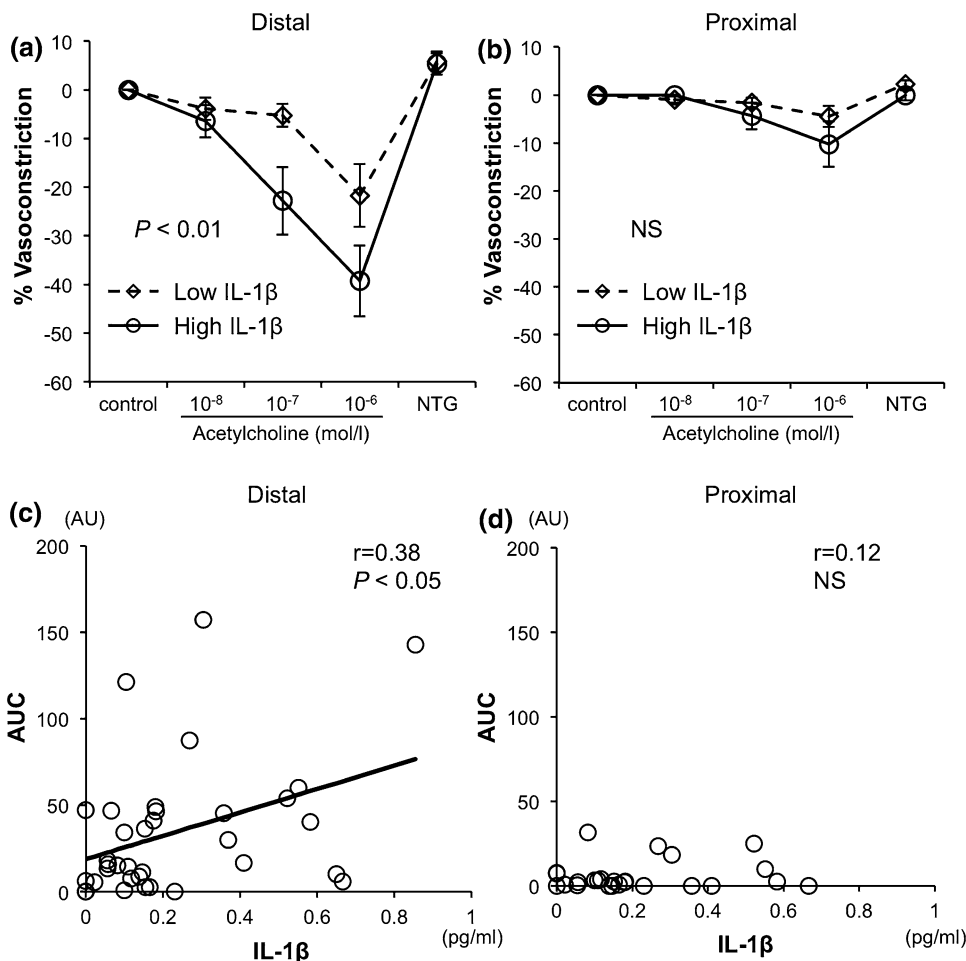 (a) Distal
10
0
-10
-20
-30
-40
-50
-60
% Vasoconstriction
P < 0.01
Low IL-1β
High IL-1β
control 10-8 10-7 10-6 NTG
Acetylcholine (mol/l)
(b) Proximal
10
0
-10
-20
-30
-40
-50
-60
% Vasoconstriction
NS
Low IL-1β
High IL-1β
control 10-8 10-7 10-6 NTG
Acetylcholine (mol/l)
(c) (AU) Distal
200
150
100
50
0
AUC
r=0.38
P < 0.05
0 0.2 0.4 0.6 0.8 1
IL-1β (pg/ml)
(d) (AU) Proximal
200
150
100
50
0
AUC
r=0.12
NS
0 0.2 0.4 0.6 0.8 1
IL-1β (pg/ml)